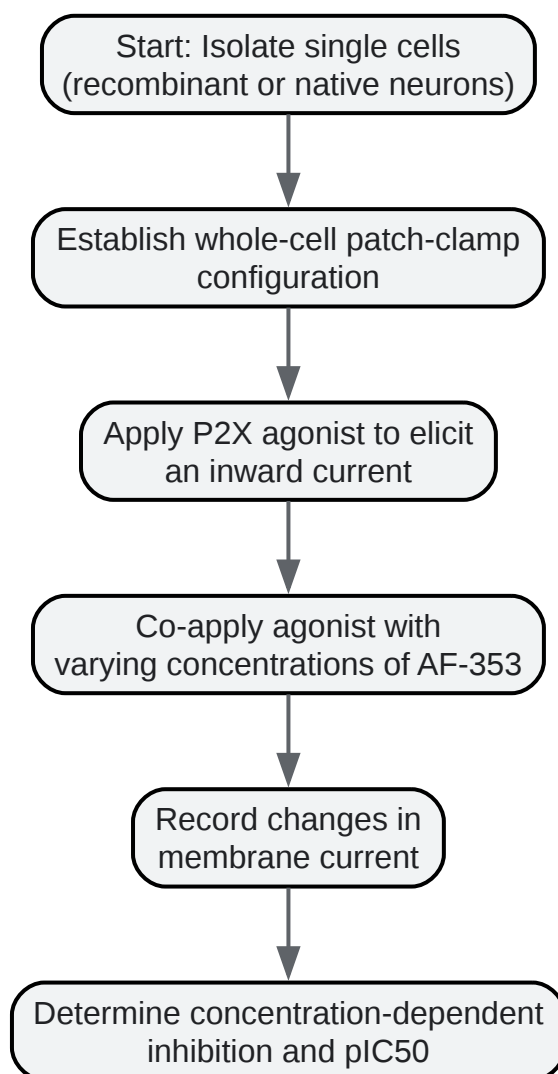 Start: Isolate single cells
(recombinant or native neurons)
Establish whole-cell patch-clamp
configuration
Apply P2X agonist to elicit
an inward current
Co-apply agonist with
varying concentrations of AF-353
Record changes in
membrane current
Determine concentration-dependent
inhibition and pIC50